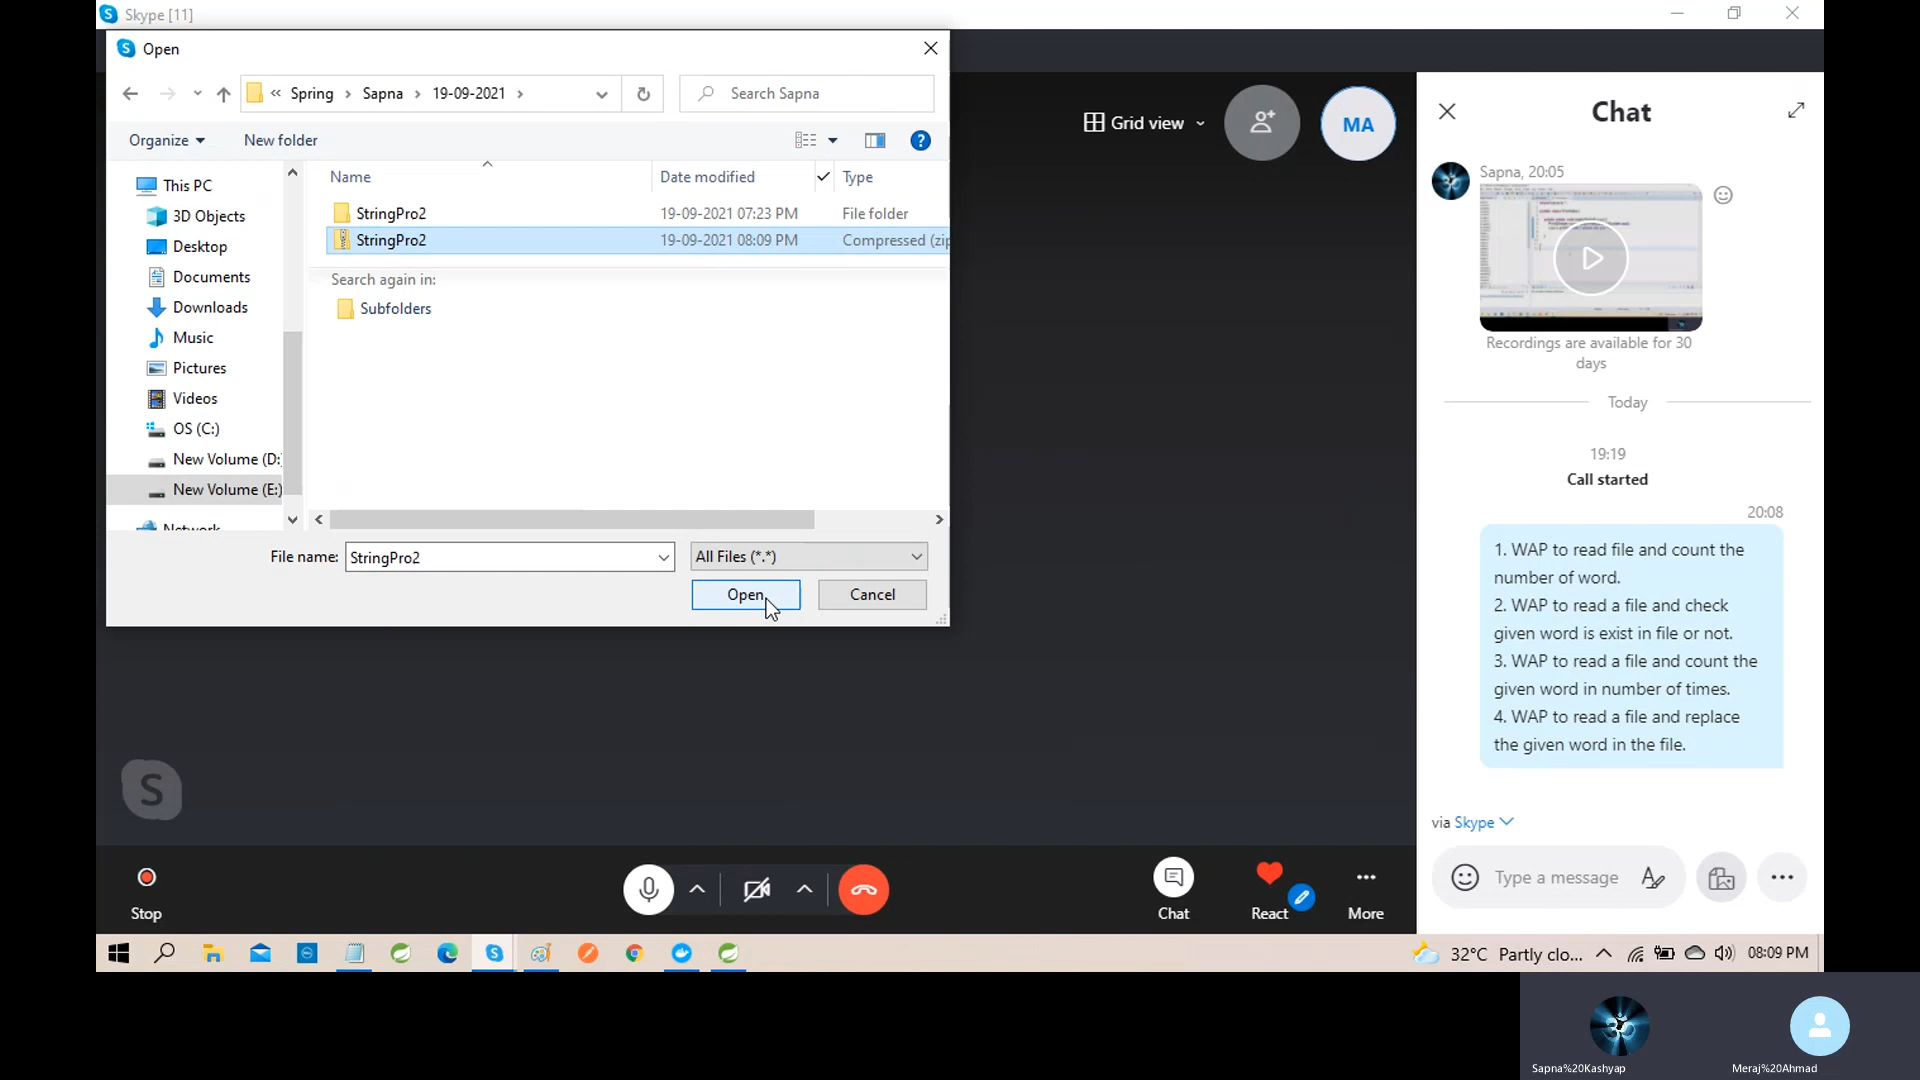 Skype [11]
Open
« Spring › Sapna › 19-09-2021 ›
Search Sapna
Organize
New folder
Name
Date modified
Type
This PC
3D Objects
Desktop
Documents
Downloads
Music
Pictures
Videos
OS (C:)
New Volume (D:
New Volume (E:)
Network
StringPro2 19-09-2021 07:23 PM File folder
StringPro2 19-09-2021 08:09 PM Compressed (zip
Search again in:
Subfolders
File name: StringPro2
All Files (*.*)
Open
Cancel
Grid view
MA
Chat
Sapna, 20:05
Recordings are available for 30
days
Today
19:19
Call started
20:08
1. WAP to read file and count the
number of word.
2. WAP to read a file and check
given word is exist in file or not.
3. WAP to read a file and count the
given word in number of times.
4. WAP to read a file and replace
the given word in the file.
via Skype
Type a message
Stop
Chat
React
More
32°C Partly clo...
08:09 PM
Sapna%20Kashyap
Meraj%20Ahmad